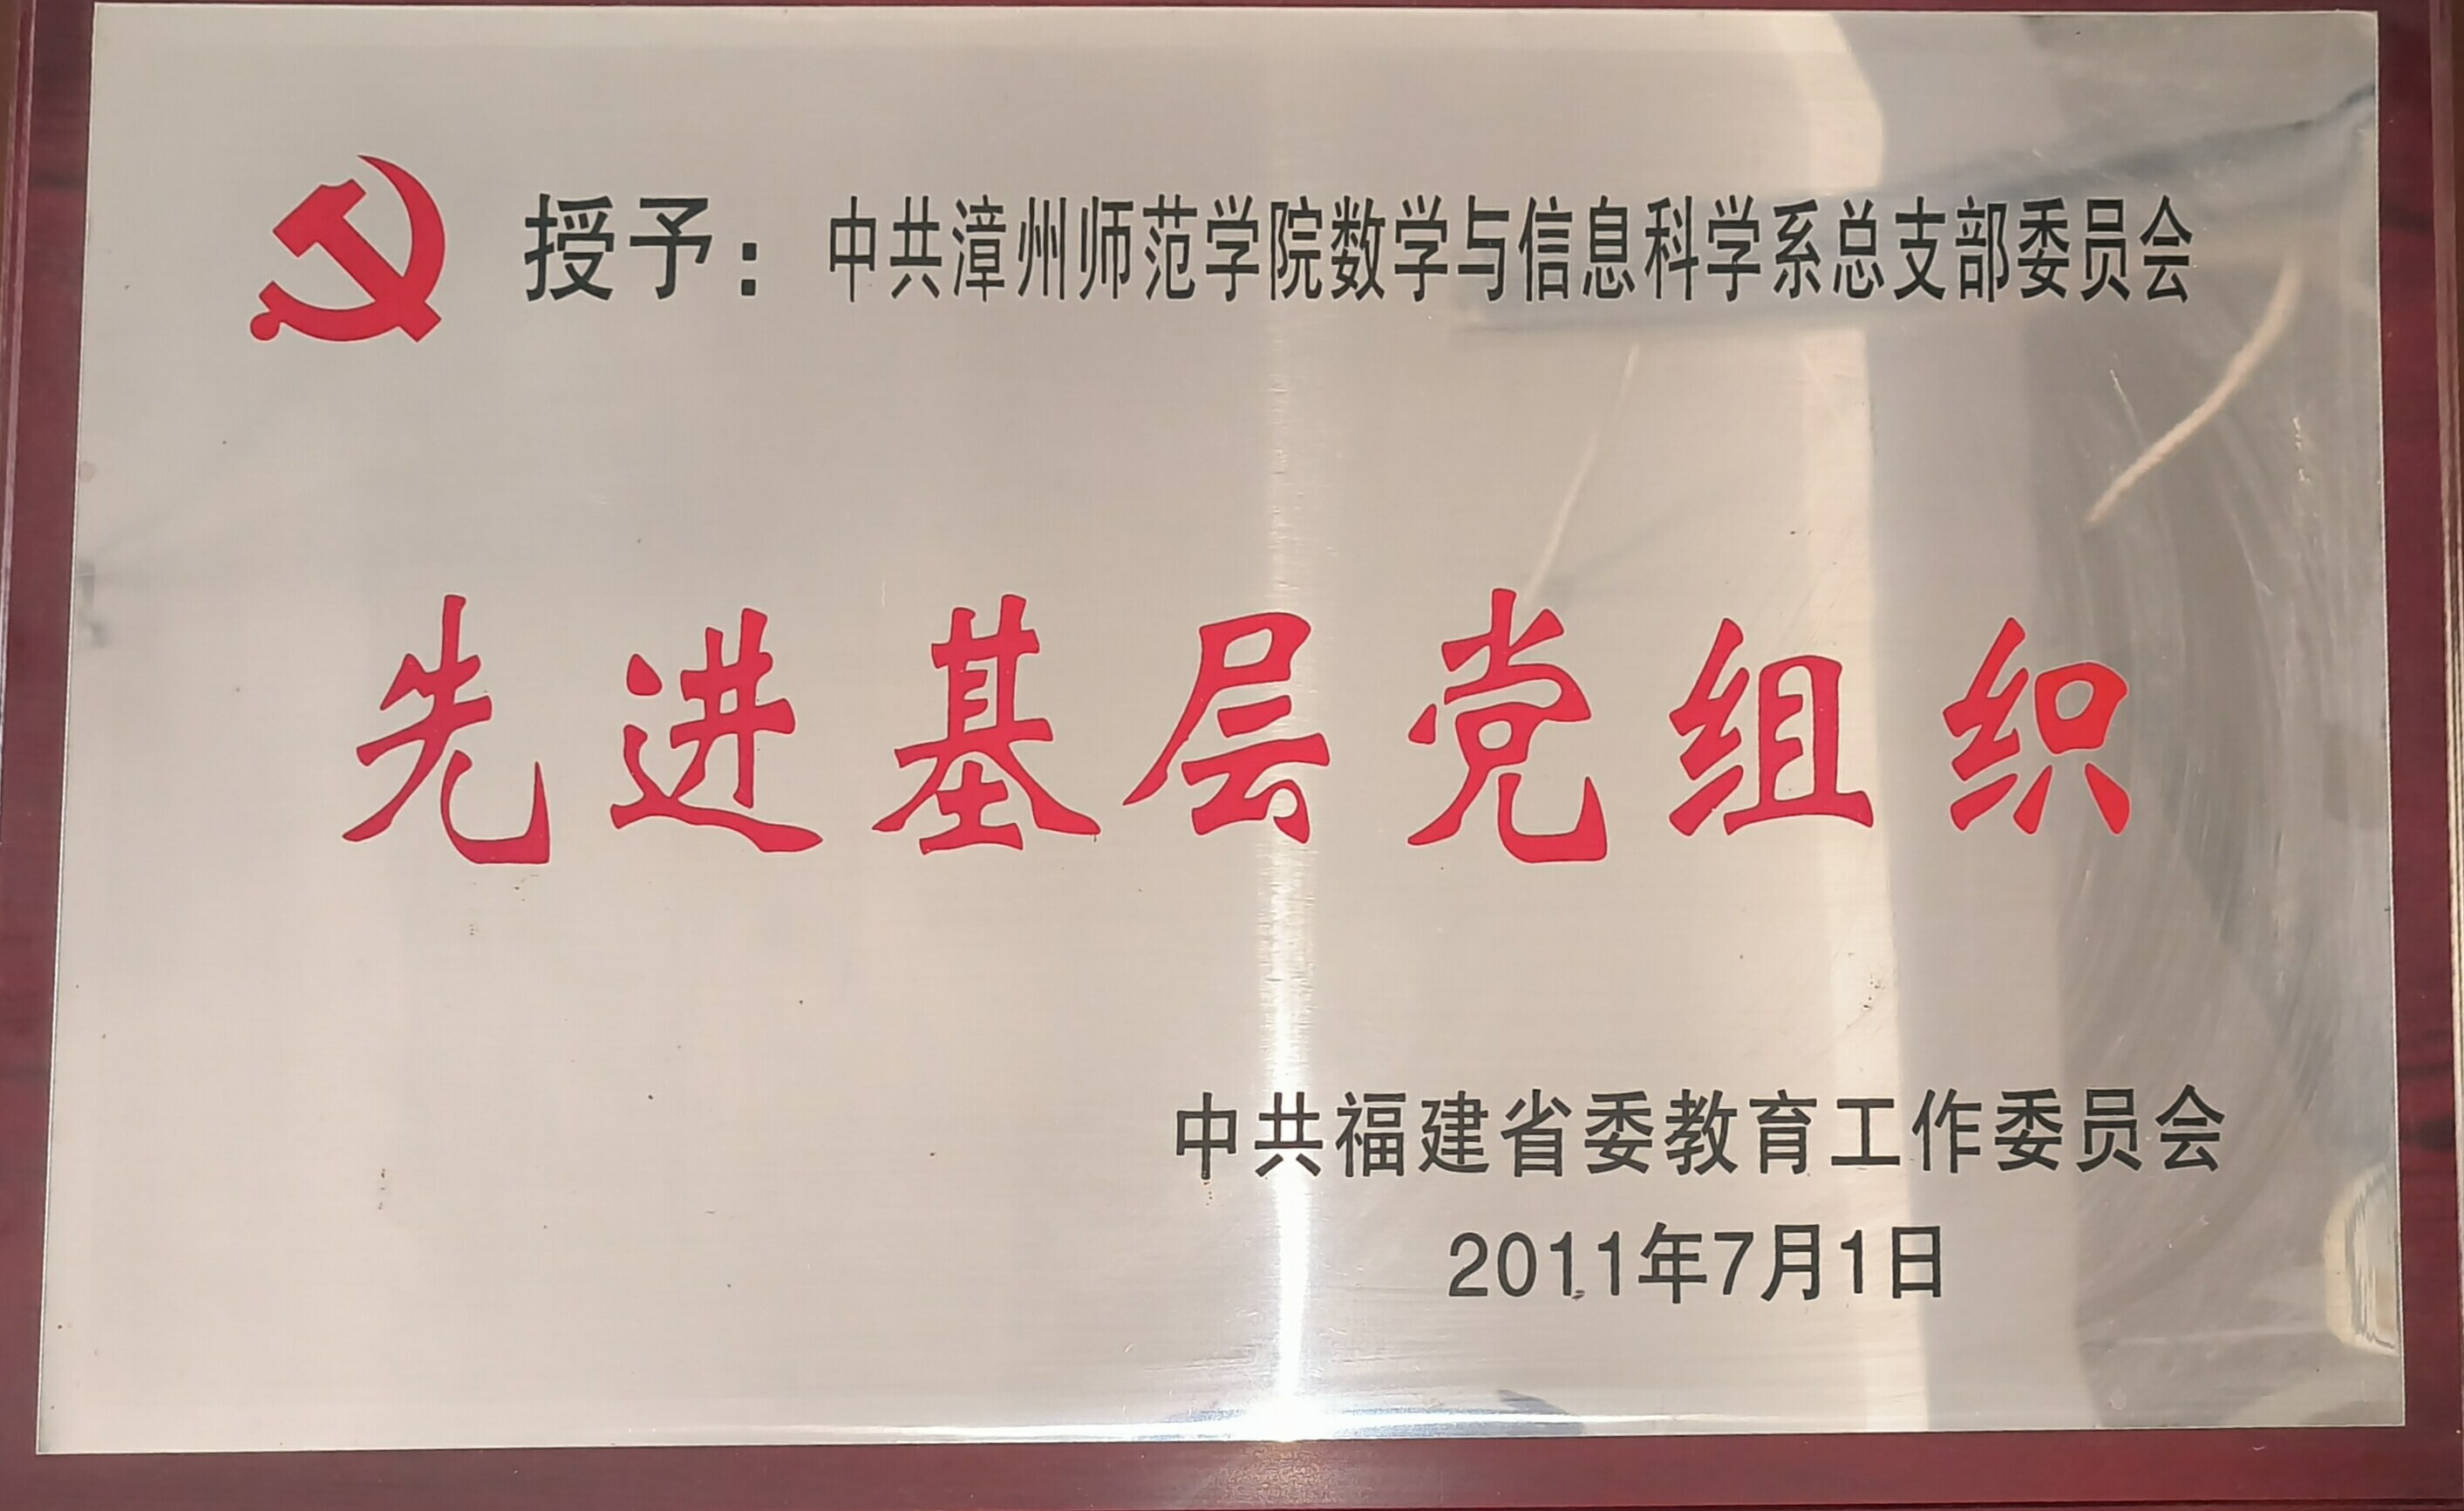 授予：中共漳州师范学院数学与信息科学系总支部委员会
先进基层党组织
中共福建省委教育工作委员会
2011年7月1日